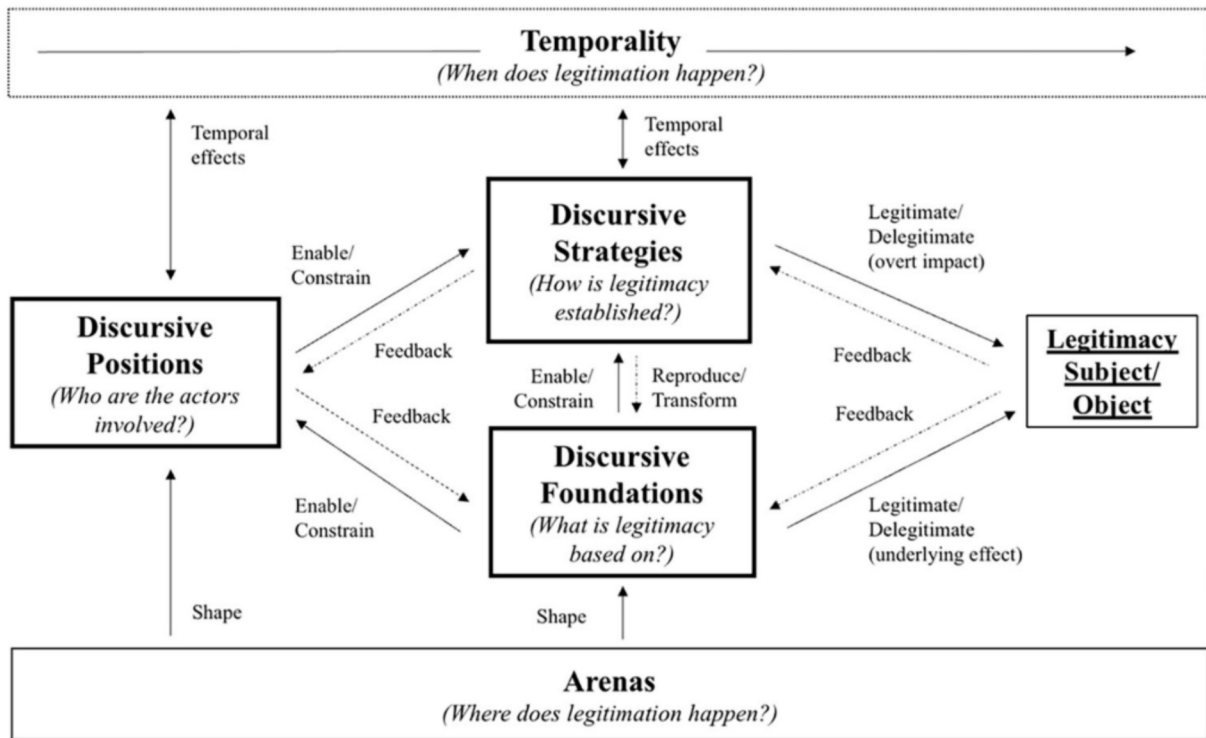 Temporality
(When does legitimation happen?)
Temporal
effects
Temporal
effects
Discursive
Strategies
(How is legitimacy
established?)
Legitimate/
Delegitimate
(overt impact)
Enable/
Constrain
Discursive
Positions
(Who are the actors
involved?)
Feedback
Feedback
Legitimacy
Subject/
Object
Enable/
Constrain
Reproduce/
Transform
Feedback
Feedback
Discursive
Foundations
(What is legitimacy
based on?)
Enable/
Constrain
Legitimate/
Delegitimate
(underlying effect)
Shape
Shape
Arenas
(Where does legitimation happen?)